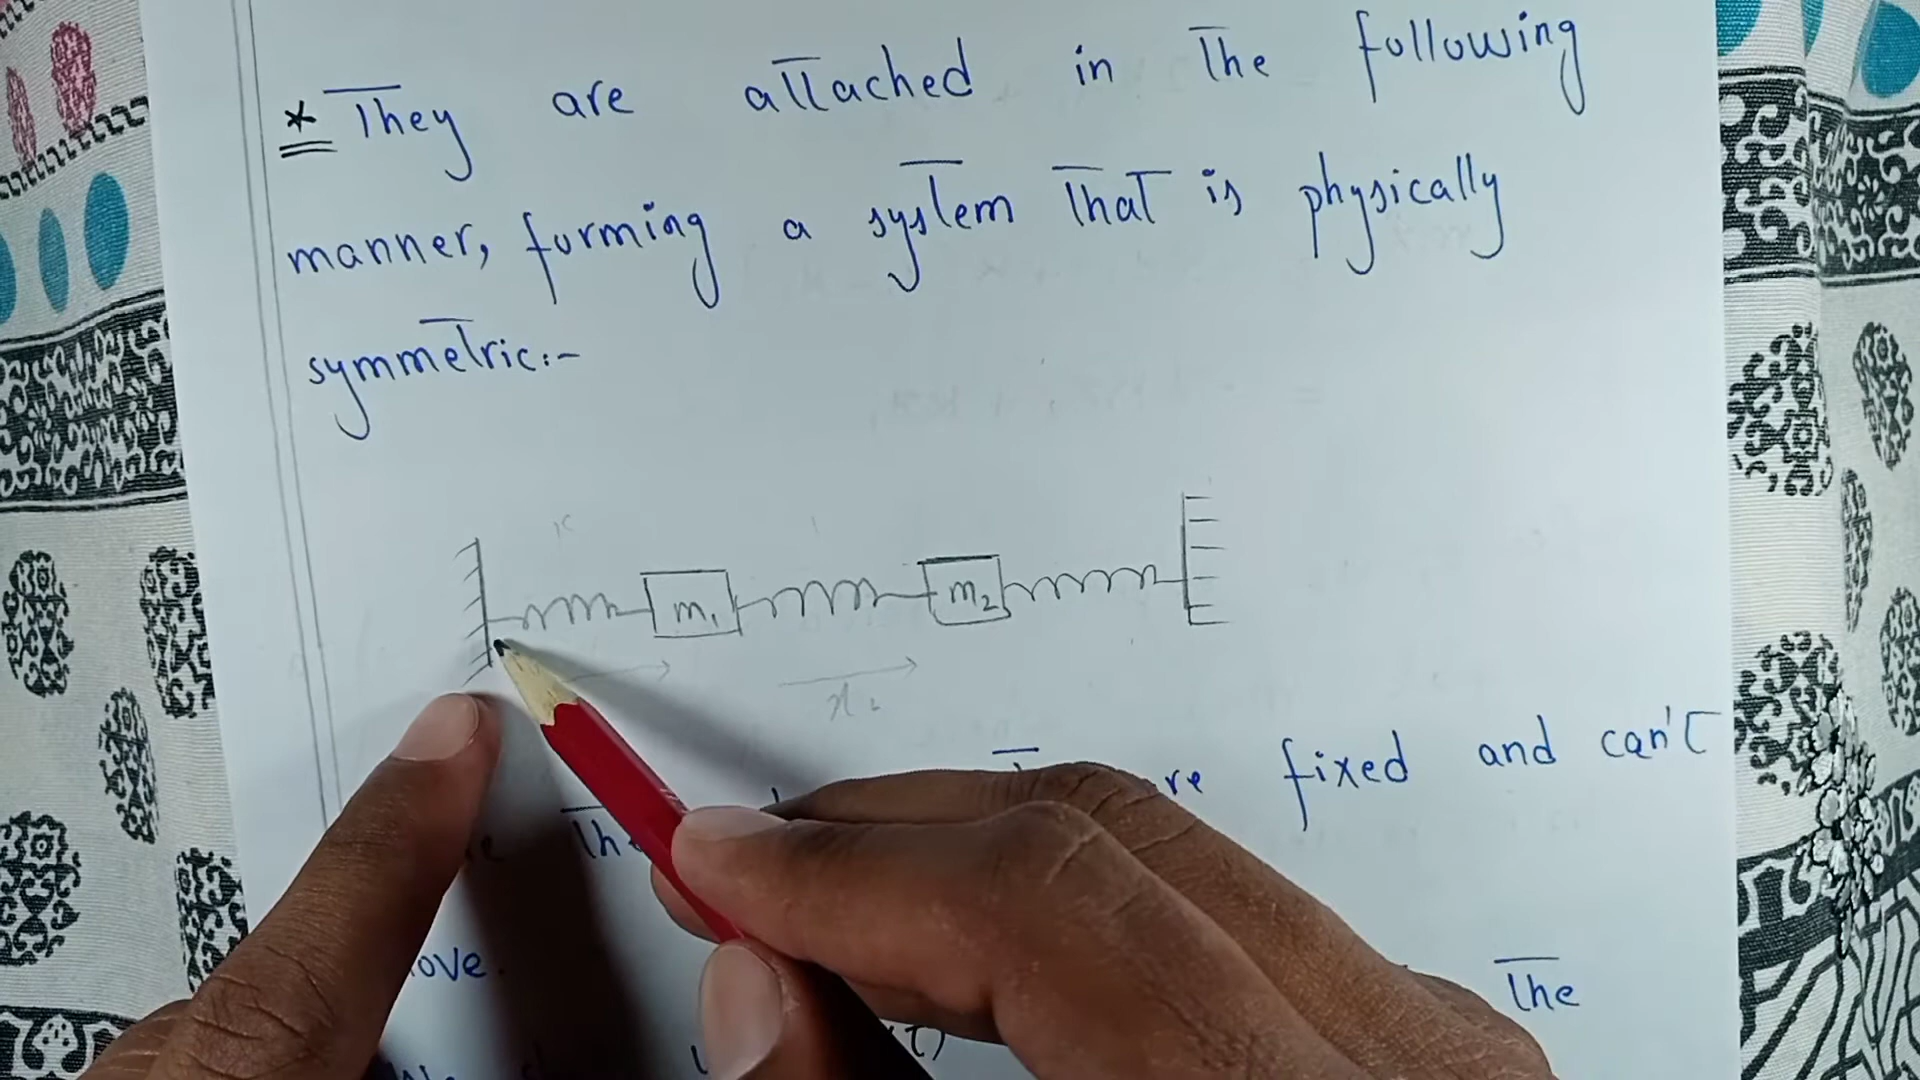 * They are attached in the following
manner, forming a system that is physically
symmetric:-
K
m₁ m₂
x₂
fixed and can't
the